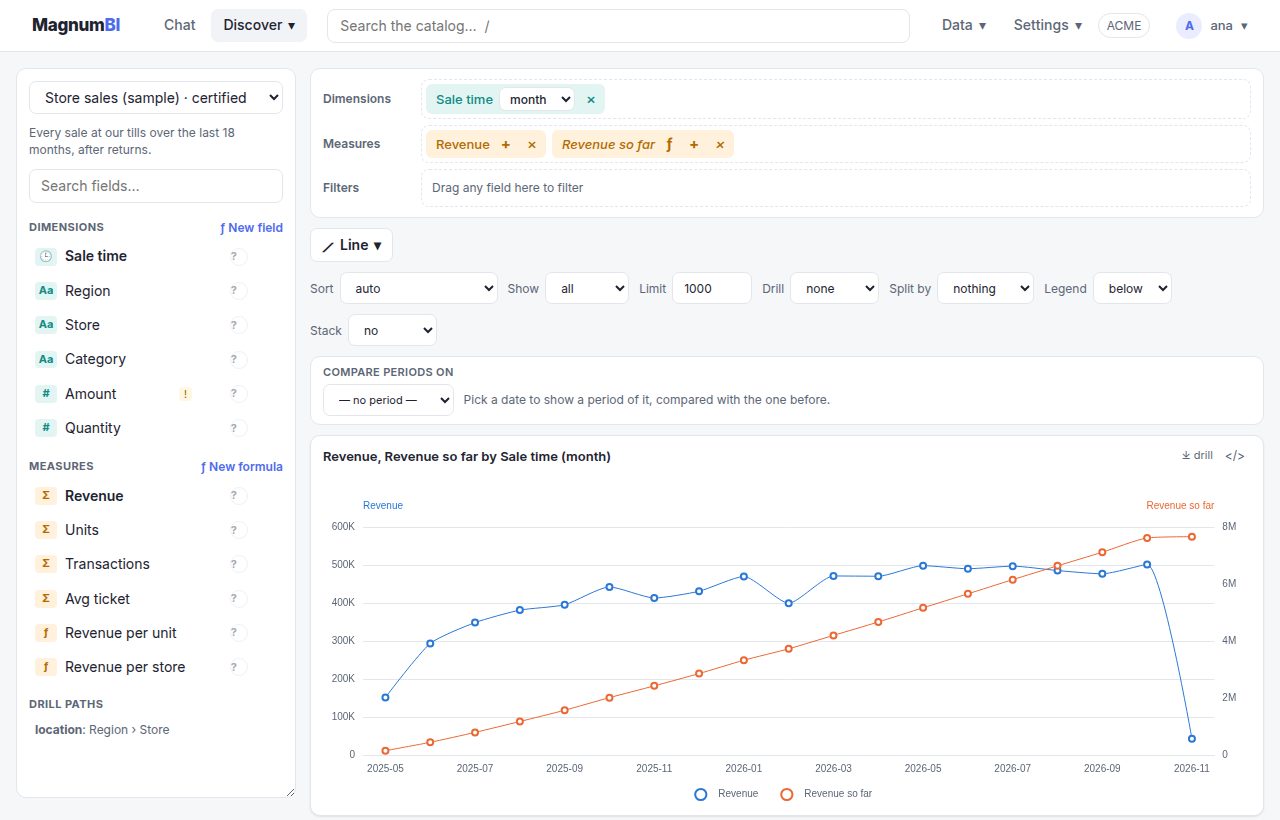 MagnumBI Chat Discover ▾ Search the catalog... / Data ▾ Settings ▾ ACME A ana ▾
Store sales (sample) · certified
Every sale at our tills over the last 18
months, after returns.
Search fields...
DIMENSIONS ƒ New field
Sale time ?
Aa Region ?
Aa Store ?
Aa Category ?
# Amount ! ?
# Quantity ?
MEASURES ƒ New formula
Σ Revenue ?
Σ Units ?
Σ Transactions ?
Σ Avg ticket ?
ƒ Revenue per unit ?
ƒ Revenue per store ?
DRILL PATHS
location: Region › Store
Dimensions Sale time month ×
Measures Revenue + × Revenue so far ƒ + ×
Filters Drag any field here to filter
Line ▾
Sort auto Show all Limit 1000 Drill none Split by nothing Legend below
Stack no
COMPARE PERIODS ON
— no period — Pick a date to show a period of it, compared with the one before.
Revenue, Revenue so far by Sale time (month) drill </>
Revenue Revenue so far
600K 8M
500K
400K 6M
300K 4M
200K 2M
100K
0 0
2025-05 2025-07 2025-09 2025-11 2026-01 2026-03 2026-05 2026-07 2026-09 2026-11
Revenue Revenue so far